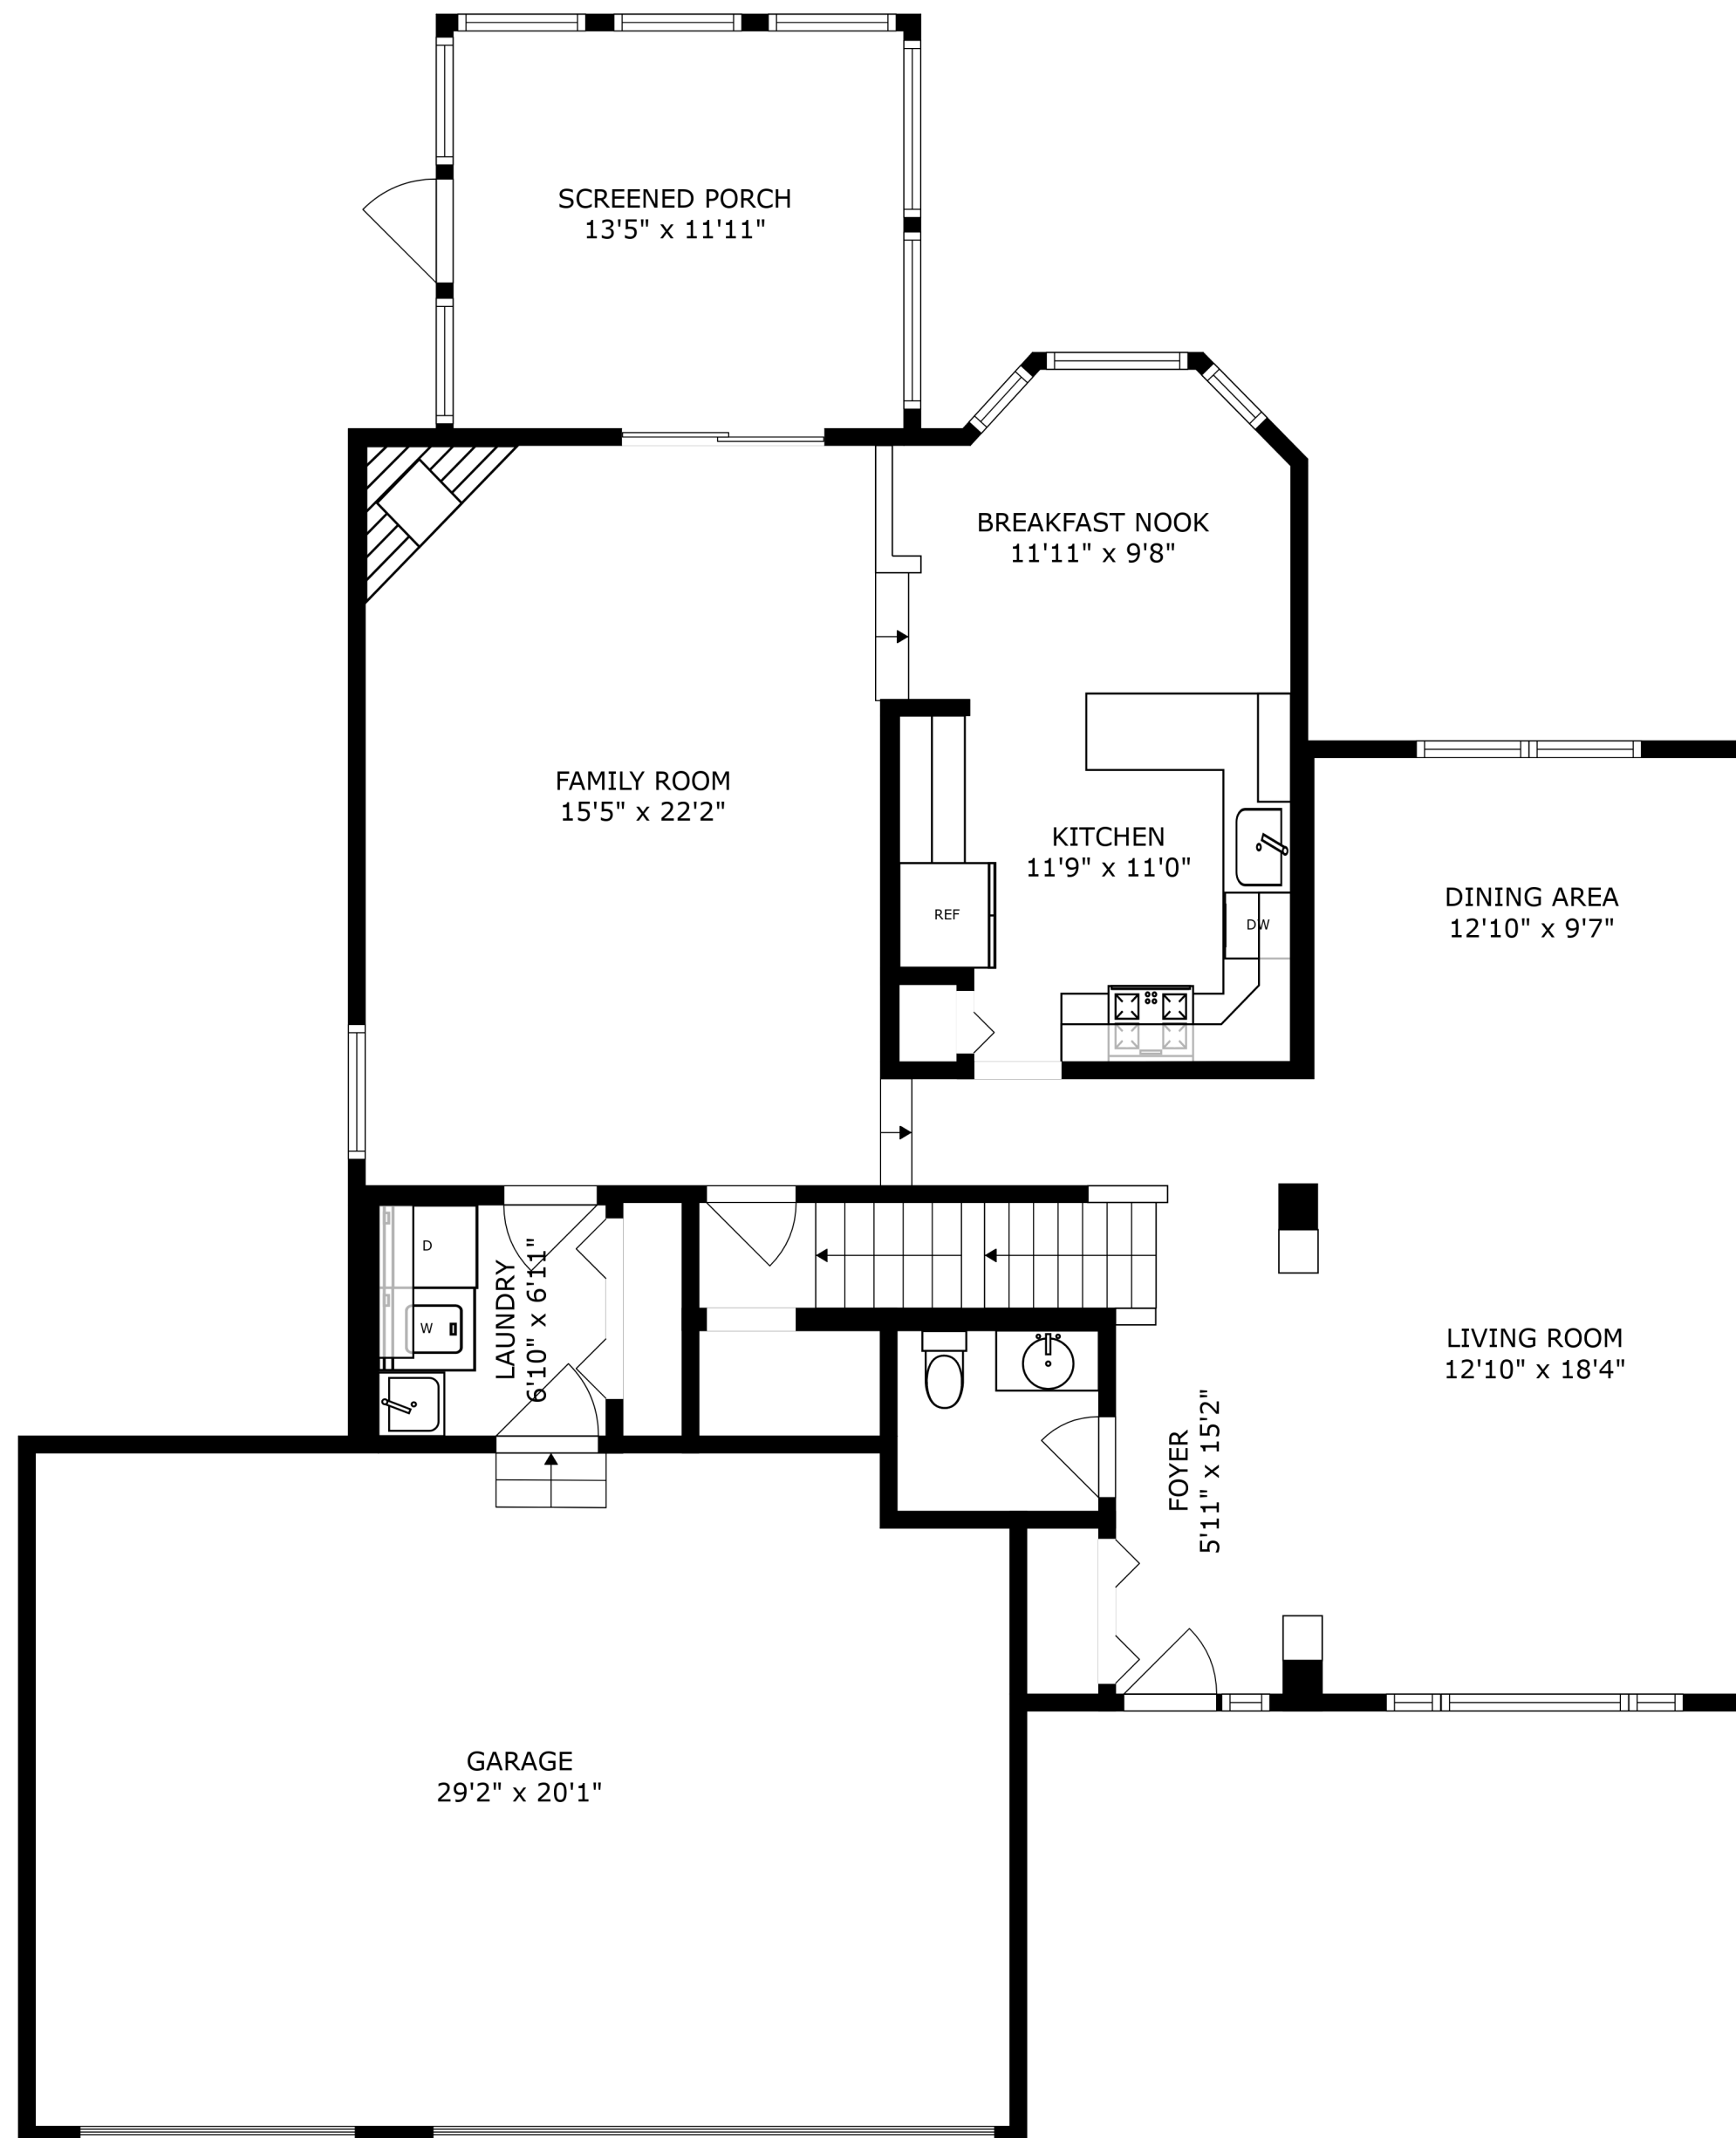 SCREENED PORCH
13'5" x 11'11"
BREAKFAST NOOK
11'11" x 9'8"
FAMILY ROOM
15'5" x 22'2"
KITCHEN
11'9" x 11'0"
REF
DW
DINING AREA
12'10" x 9'7"
D
W
LAUNDRY
6'10" x 6'11"
LIVING ROOM
12'10" x 18'4"
FOYER
5'11" x 15'2"
GARAGE
29'2" x 20'1"